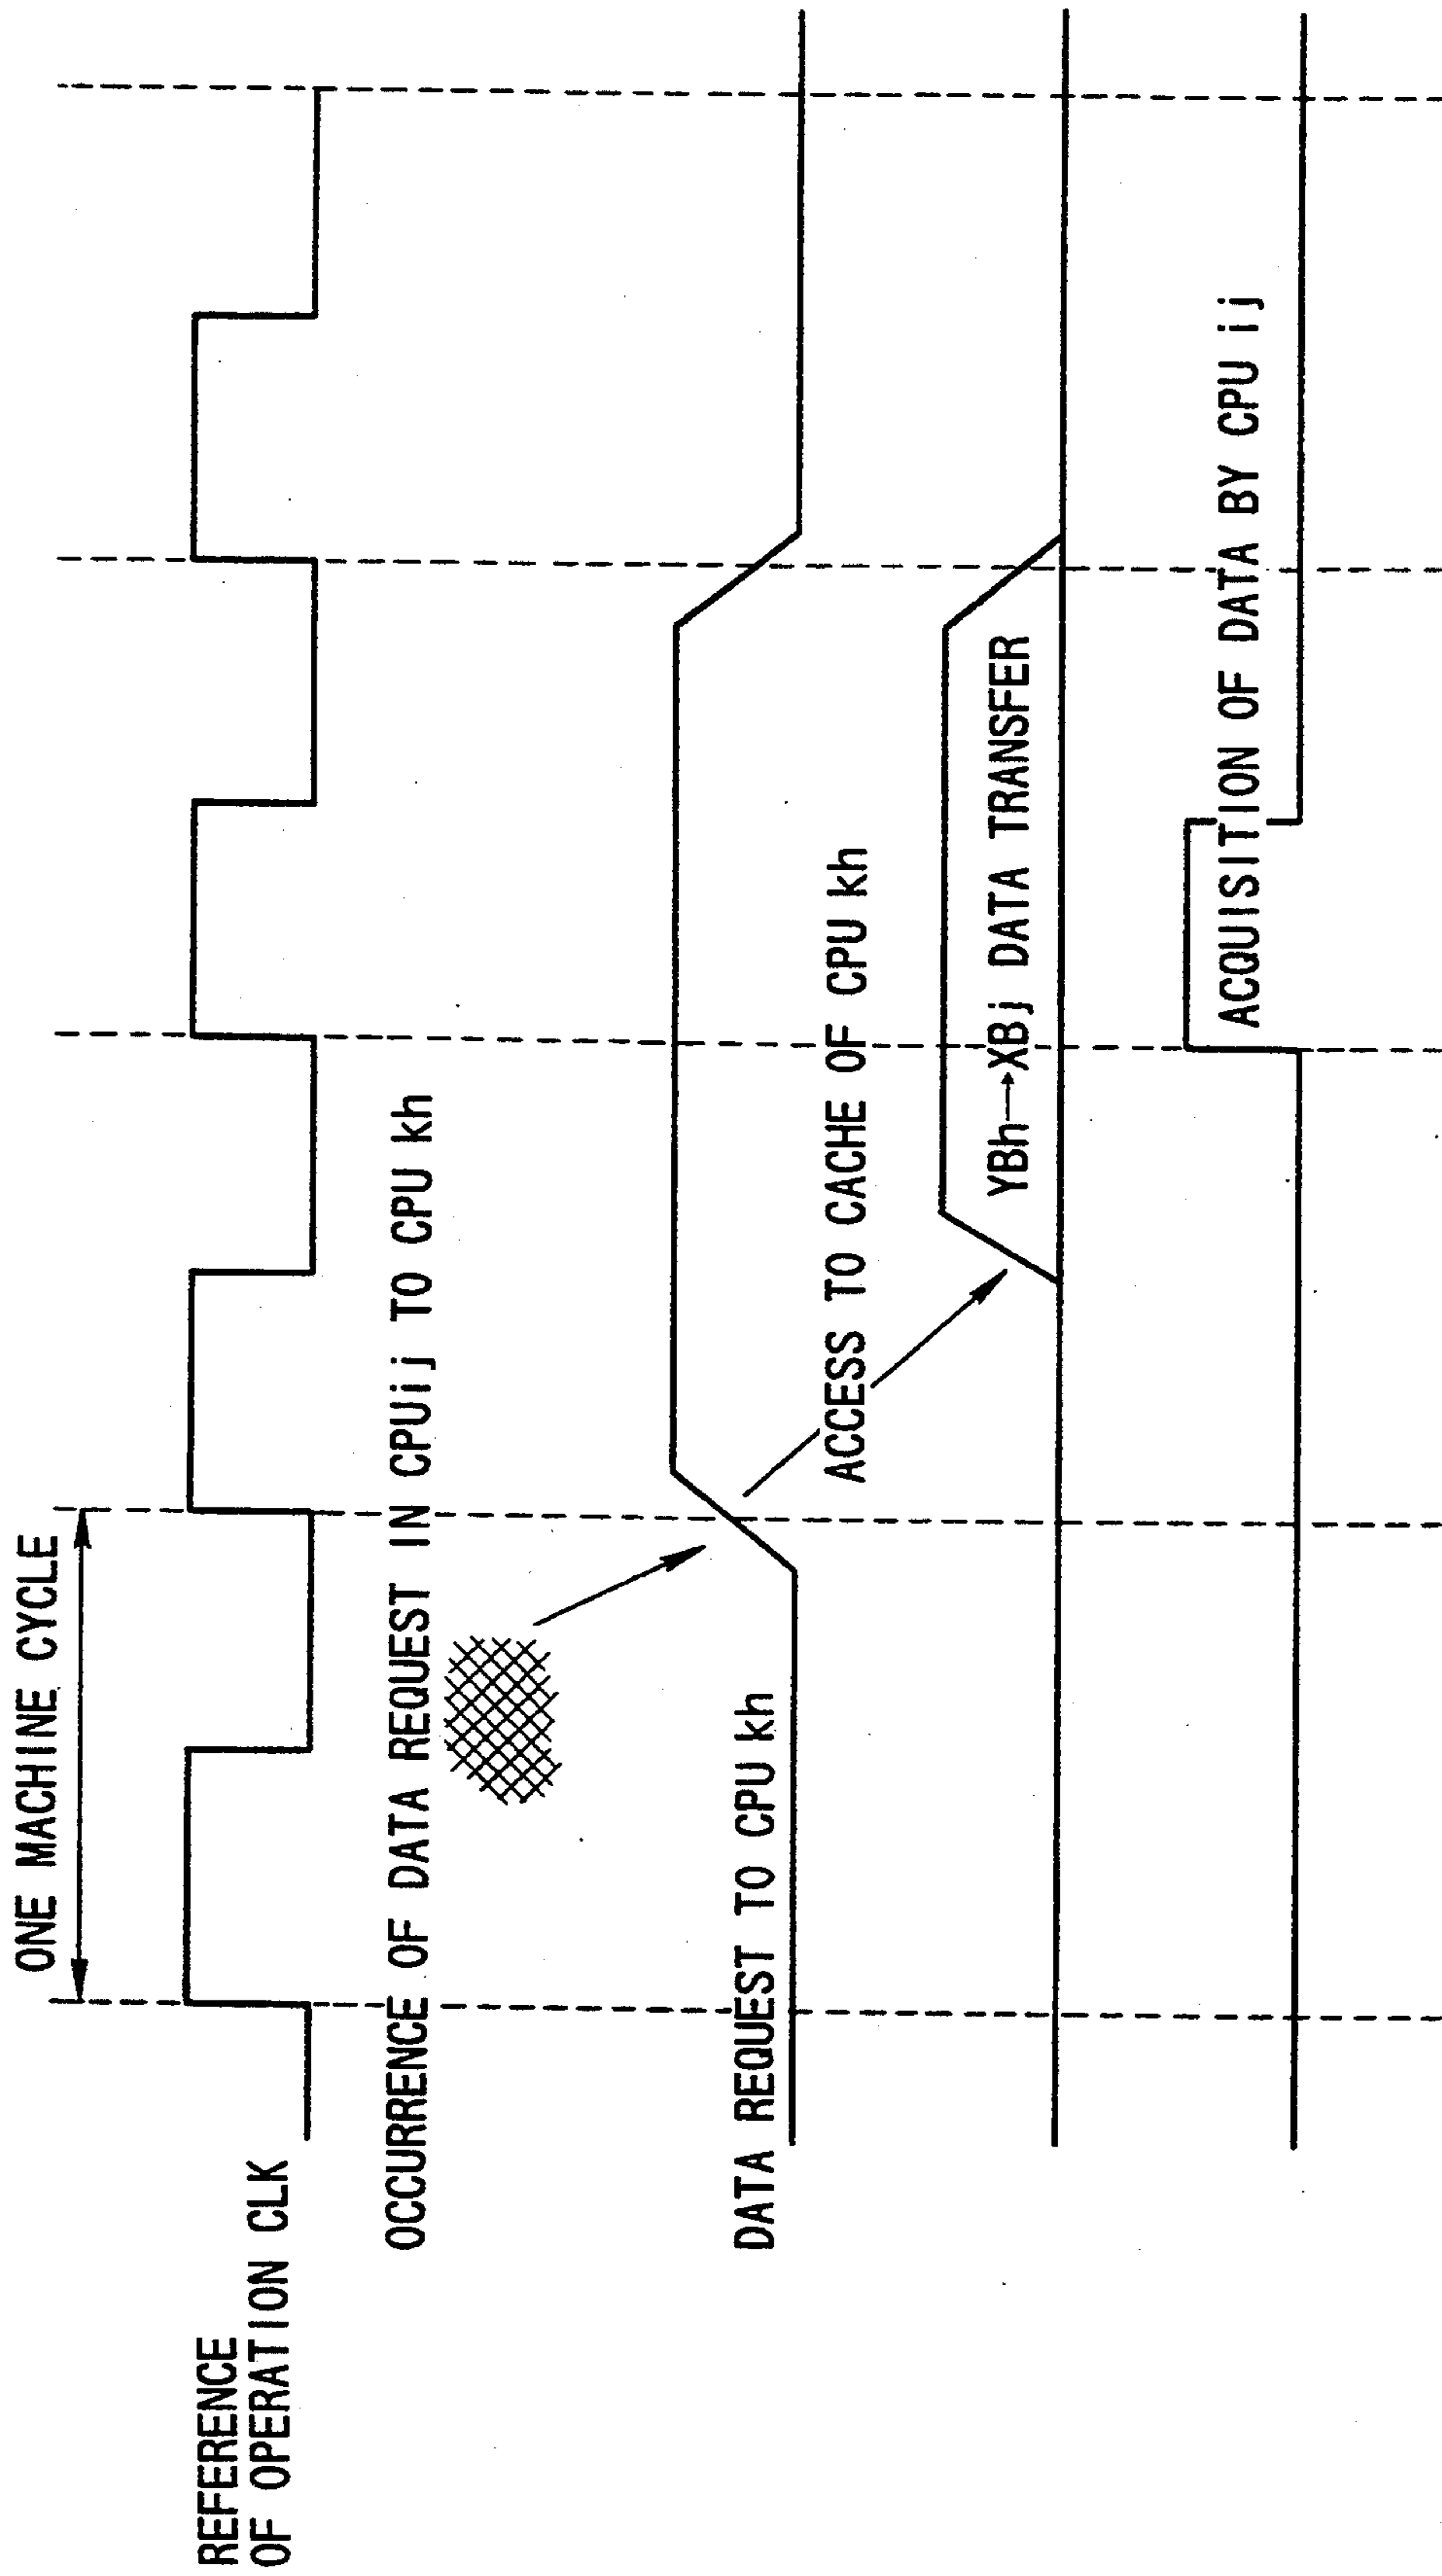 ONE MACHINE CYCLE
REFERENCE
OF OPERATION CLK
OCCURRENCE OF DATA REQUEST IN CPUij TO CPU kh
DATA REQUEST TO CPU kh
ACCESS TO CACHE OF CPU kh
YBh→XBj DATA TRANSFER
ACQUISITION OF DATA BY CPU ij